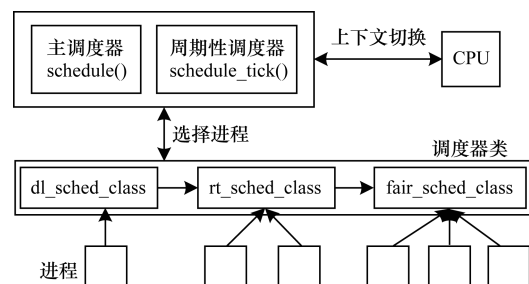 主调度器
schedule()
周期性调度器
schedule_tick()
上下文切换
CPU
选择进程
调度器类
dl_sched_class
rt_sched_class
fair_sched_class
进程